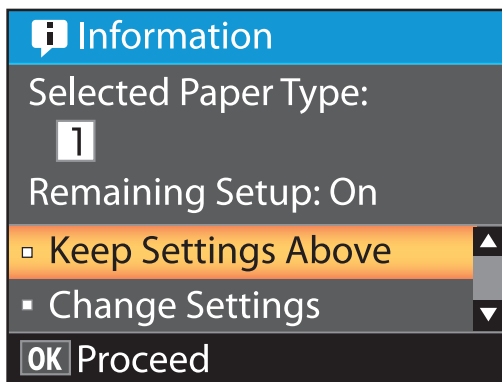 Information
Selected Paper Type:
1
Remaining Setup: On
Keep Settings Above
Change Settings
OK Proceed